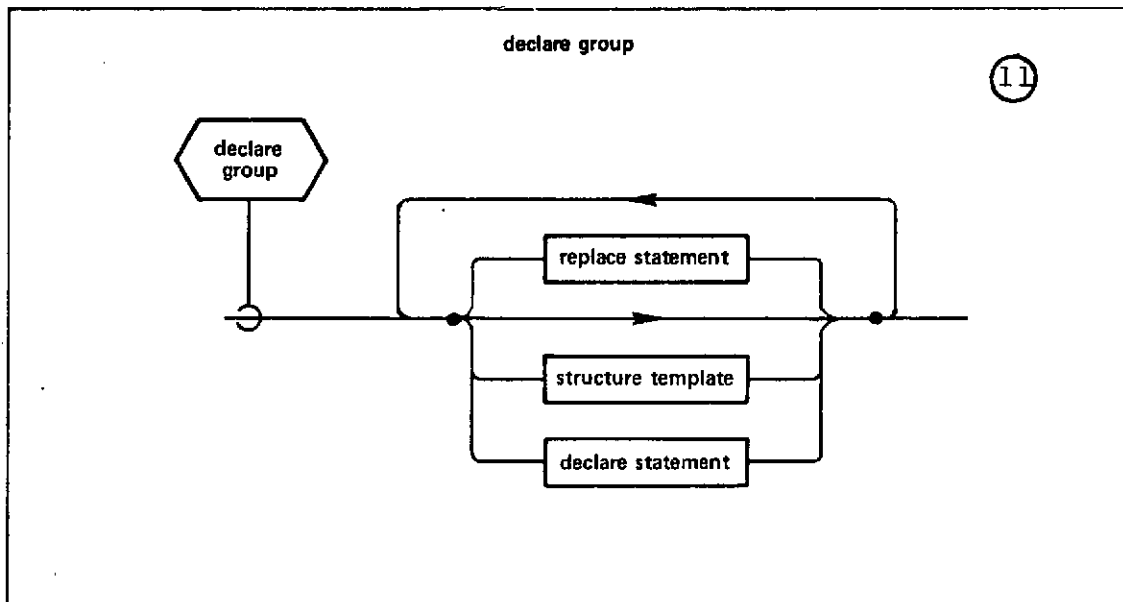 declare group
11
declare
group
replace statement
structure template
declare statement